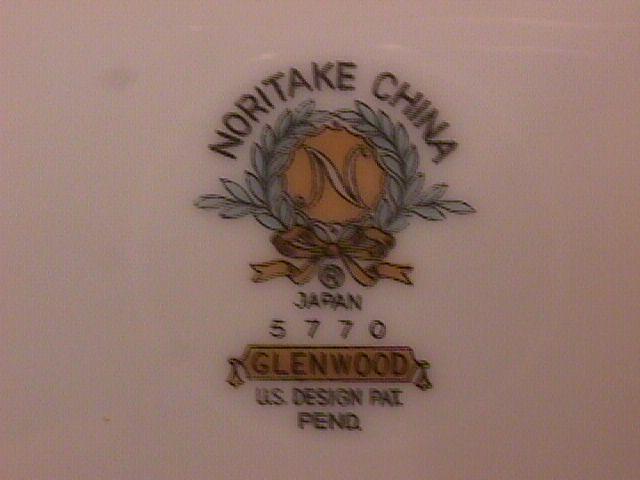 NORITAKE CHINA
N
®
JAPAN
5770
GLENWOOD
U.S. DESIGN PAT.
PEND.